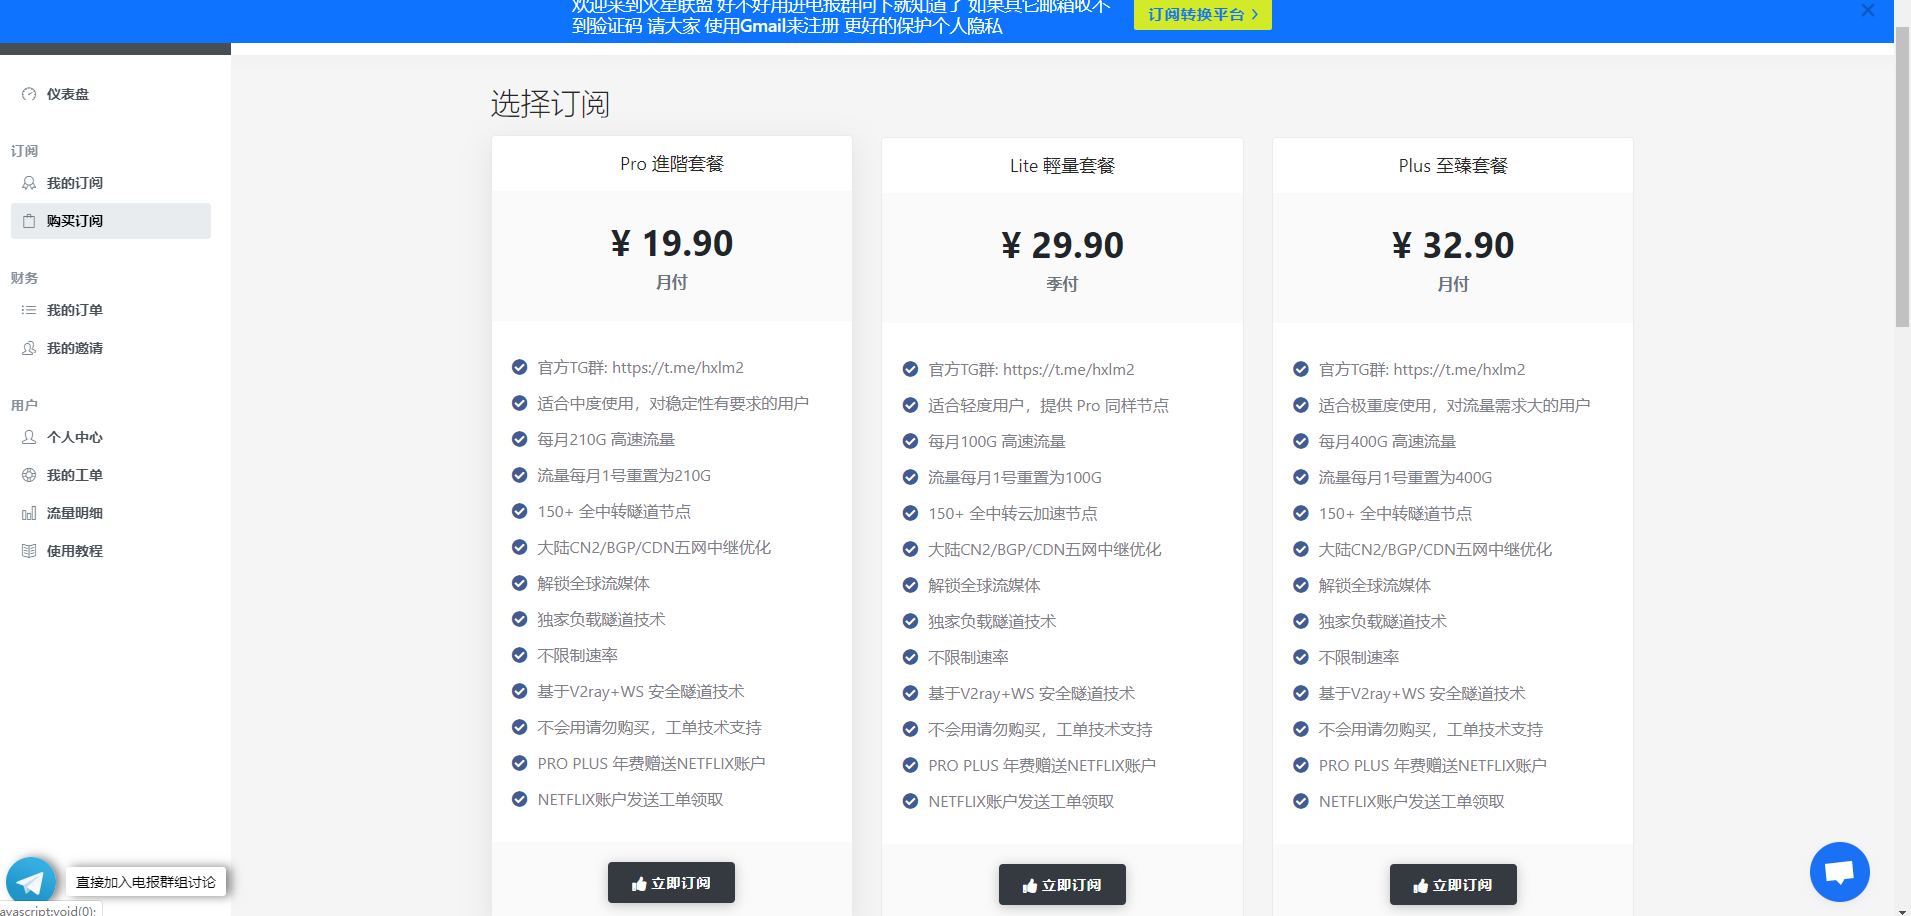 欢迎来到火星联盟 好不好用进电报群问下就知道了 如果其它邮箱收不
到验证码 请大家 使用Gmail来注册 更好的保护个人隐私
订阅转换平台
仪表盘
订阅
我的订阅
购买订阅
财务
我的订单
我的邀请
用户
个人中心
我的工单
流量明细
使用教程
直接加入电报群组讨论
avascript:void(0);
选择订阅
Pro 進階套餐
¥ 19.90
月付
官方TG群: https://t.me/hxlm2
适合中度使用，对稳定性有要求的用户
每月210G 高速流量
流量每月1号重置为210G
150+ 全中转隧道节点
大陆CN2/BGP/CDN五网中继优化
解锁全球流媒体
独家负载隧道技术
不限制速率
基于V2ray+WS 安全隧道技术
不会用请勿购买，工单技术支持
PRO PLUS 年费赠送NETFLIX账户
NETFLIX账户发送工单领取
立即订阅
Lite 輕量套餐
¥ 29.90
季付
官方TG群: https://t.me/hxlm2
适合轻度用户，提供 Pro 同样节点
每月100G 高速流量
流量每月1号重置为100G
150+ 全中转云加速节点
大陆CN2/BGP/CDN五网中继优化
解锁全球流媒体
独家负载隧道技术
不限制速率
基于V2ray+WS 安全隧道技术
不会用请勿购买，工单技术支持
PRO PLUS 年费赠送NETFLIX账户
NETFLIX账户发送工单领取
立即订阅
Plus 至臻套餐
¥ 32.90
月付
官方TG群: https://t.me/hxlm2
适合极重度使用，对流量需求大的用户
每月400G 高速流量
流量每月1号重置为400G
150+ 全中转隧道节点
大陆CN2/BGP/CDN五网中继优化
解锁全球流媒体
独家负载隧道技术
不限制速率
基于V2ray+WS 安全隧道技术
不会用请勿购买，工单技术支持
PRO PLUS 年费赠送NETFLIX账户
NETFLIX账户发送工单领取
立即订阅